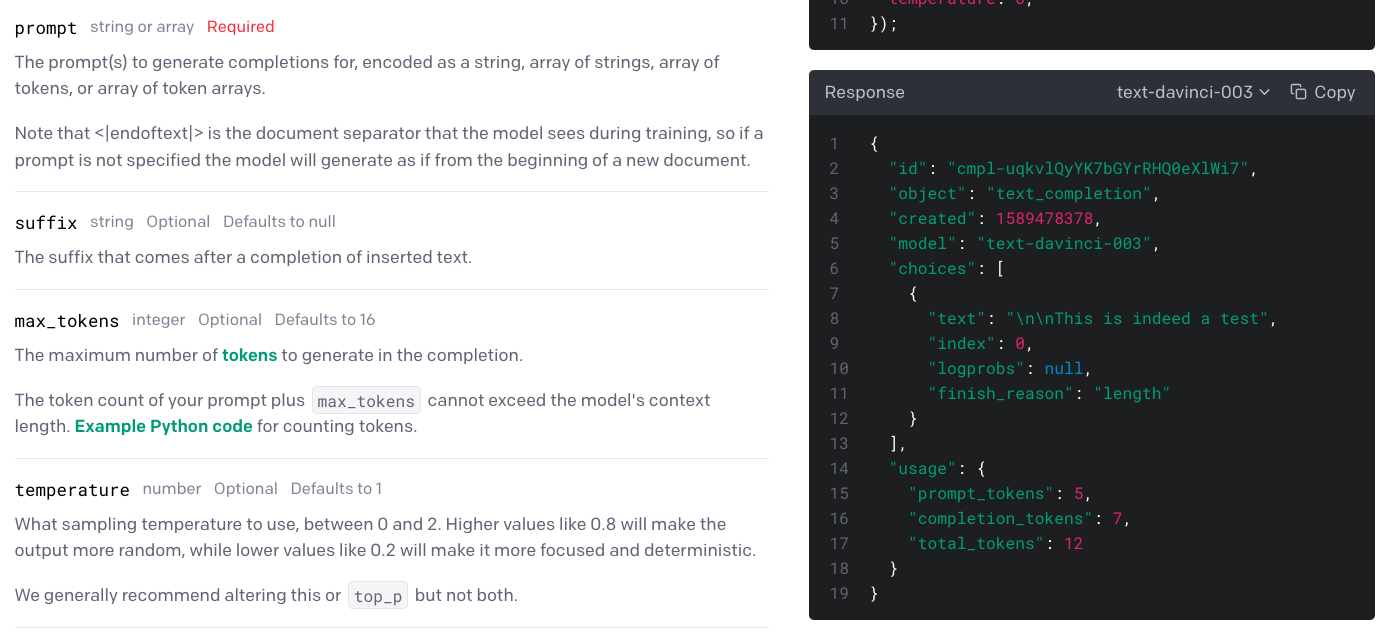 prompt string or array Required
The prompt(s) to generate completions for, encoded as a string, array of strings, array of
tokens, or array of token arrays.
Note that <|endoftext|> is the document separator that the model sees during training, so if a
prompt is not specified the model will generate as if from the beginning of a new document.
suffix string Optional Defaults to null
The suffix that comes after a completion of inserted text.
max_tokens integer Optional Defaults to 16
The maximum number of tokens to generate in the completion.
The token count of your prompt plus max_tokens cannot exceed the model's context
length. Example Python code for counting tokens.
temperature number Optional Defaults to 1
What sampling temperature to use, between 0 and 2. Higher values like 0.8 will make the
output more random, while lower values like 0.2 will make it more focused and deterministic.
We generally recommend altering this or top_p but not both.
10 temperature: 0,
11 });
Response text-davinci-003 Copy
1 {
2 "id": "cmpl-uqkvlQyYK7bGYrRHQ0eXlWi7",
3 "object": "text_completion",
4 "created": 1589478378,
5 "model": "text-davinci-003",
6 "choices": [
7 {
8 "text": "\n\nThis is indeed a test",
9 "index": 0,
10 "logprobs": null,
11 "finish_reason": "length"
12 }
13 ],
14 "usage": {
15 "prompt_tokens": 5,
16 "completion_tokens": 7,
17 "total_tokens": 12
18 }
19 }